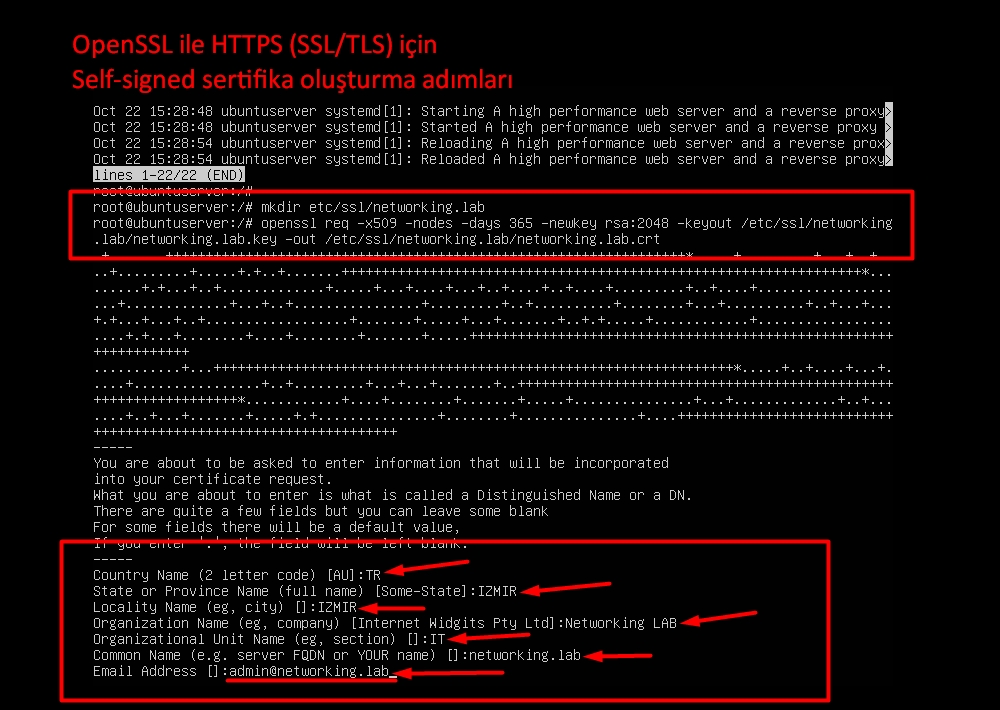 OpenSSL ile HTTPS (SSL/TLS) için
Self-signed sertifika oluşturma adımları
Oct 22 15:28:48 ubuntuserver systemd[1]: Starting A high performance web server and a reverse proxy>
Oct 22 15:28:48 ubuntuserver systemd[1]: Started A high performance web server and a reverse proxy >
Oct 22 15:28:54 ubuntuserver systemd[1]: Reloading A high performance web server and a reverse prox>
Oct 22 15:28:54 ubuntuserver systemd[1]: Reloaded A high performance web server and a reverse proxy>
lines 1-22/22 (END)
root@ubuntuserver:/#
root@ubuntuserver:/# mkdir etc/ssl/networking.lab
root@ubuntuserver:/# openssl req -x509 -nodes -days 365 -newkey rsa:2048 -keyout /etc/ssl/networking
.lab/networking.lab.key -out /etc/ssl/networking.lab/networking.lab.crt
-----
You are about to be asked to enter information that will be incorporated
into your certificate request.
What you are about to enter is what is called a Distinguished Name or a DN.
There are quite a few fields but you can leave some blank
For some fields there will be a default value,
If you enter '.', the field will be left blank.
-----
Country Name (2 letter code) [AU]:TR
State or Province Name (full name) [Some-State]:IZMIR
Locality Name (eg, city) []:IZMIR
Organization Name (eg, company) [Internet Widgits Pty Ltd]:Networking LAB
Organizational Unit Name (eg, section) []:IT
Common Name (e.g. server FQDN or YOUR name) []:networking.lab
Email Address []:admin@networking.lab_